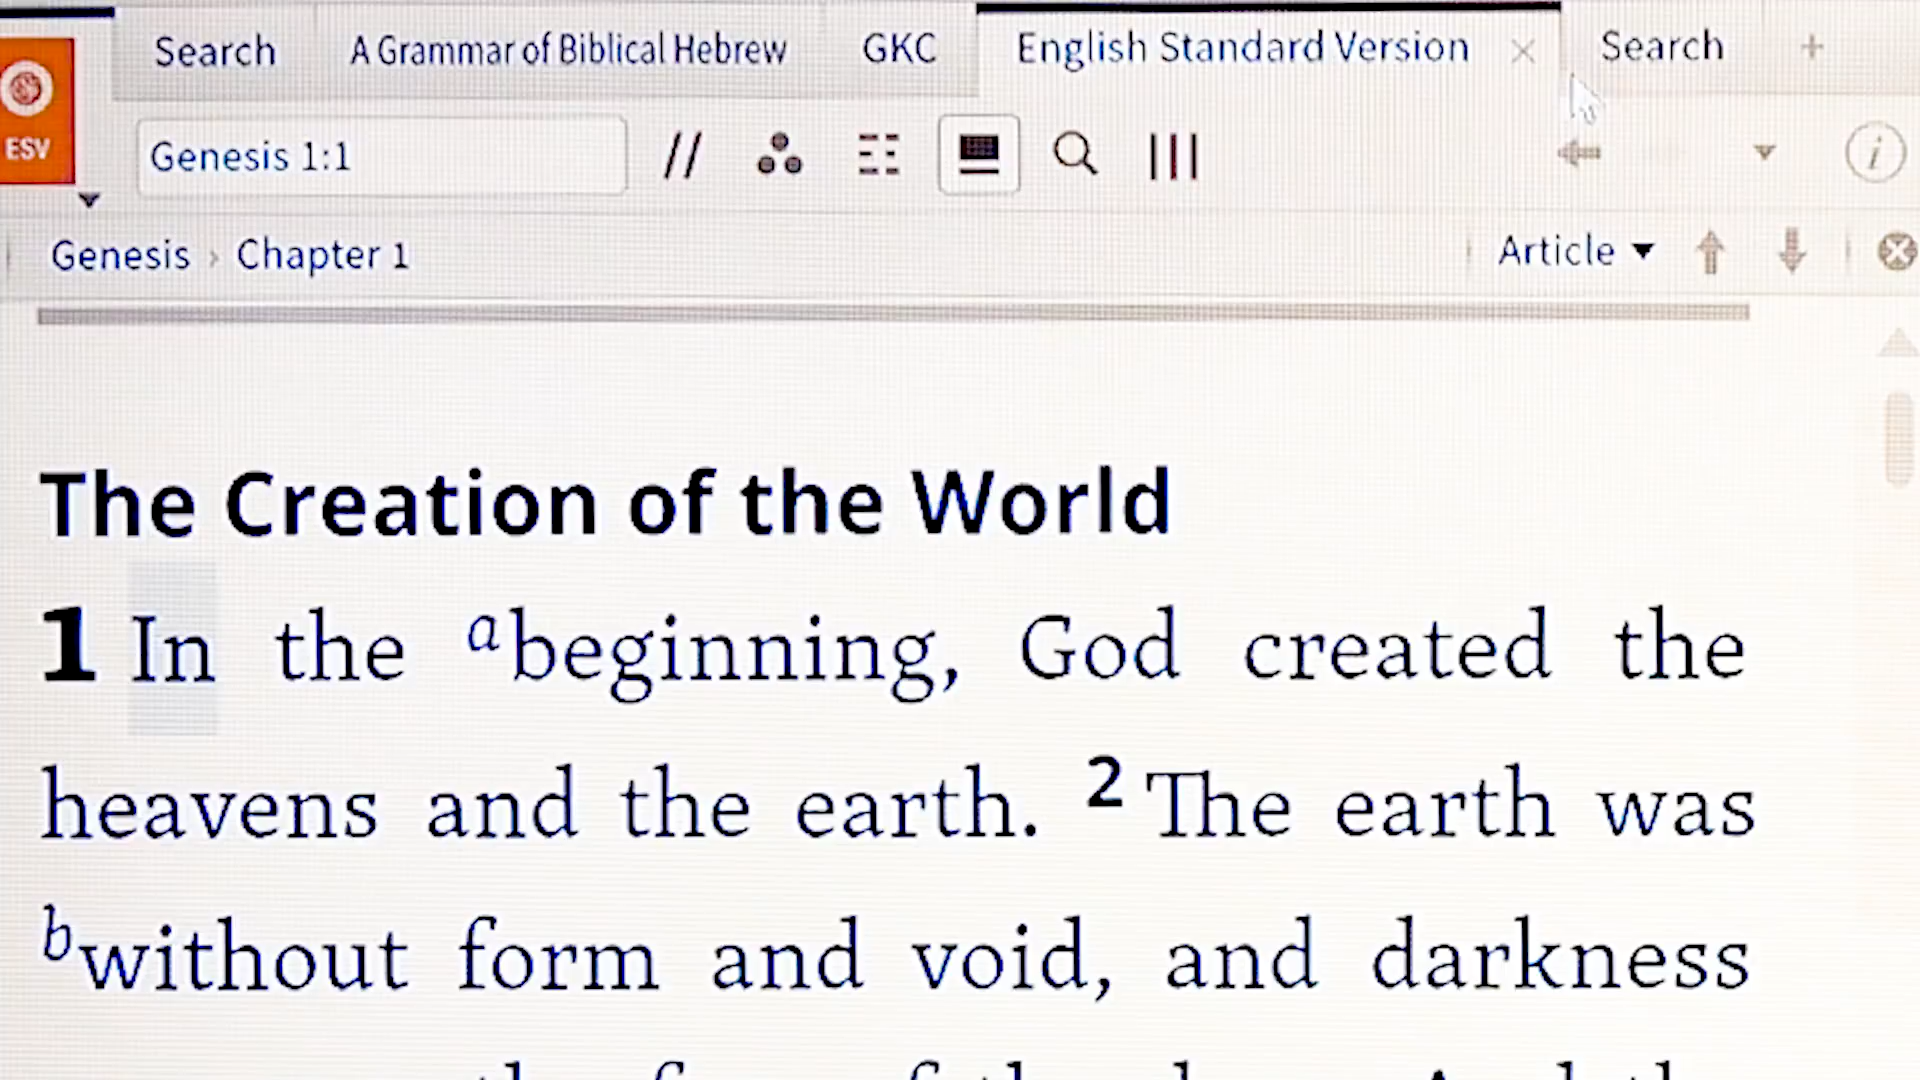 Search A Grammar of Biblical Hebrew GKC English Standard Version Search
ESV
Genesis 1:1
Genesis › Chapter 1 Article
The Creation of the World
1 In the a beginning, God created the
heavens and the earth. 2 The earth was
b without form and void, and darkness